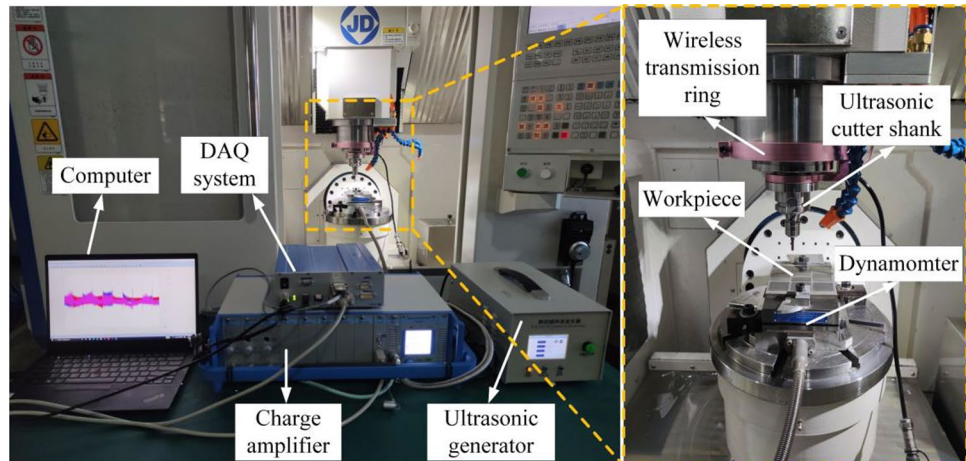 JD
Computer
DAQ
system
Charge
amplifier
Ultrasonic
generator
Wireless
transmission
ring
Ultrasonic
cutter shank
Workpiece
Dynamomter